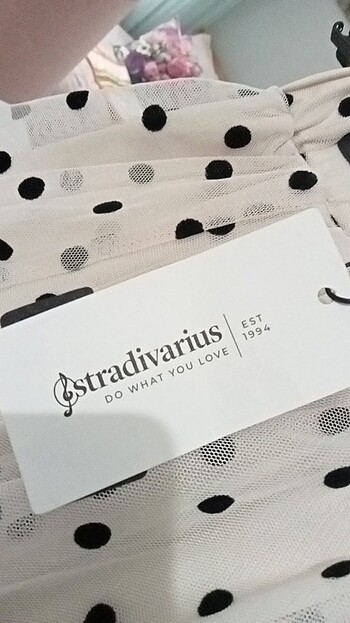 stradivarius
DO WHAT YOU LOVE
EST
1994